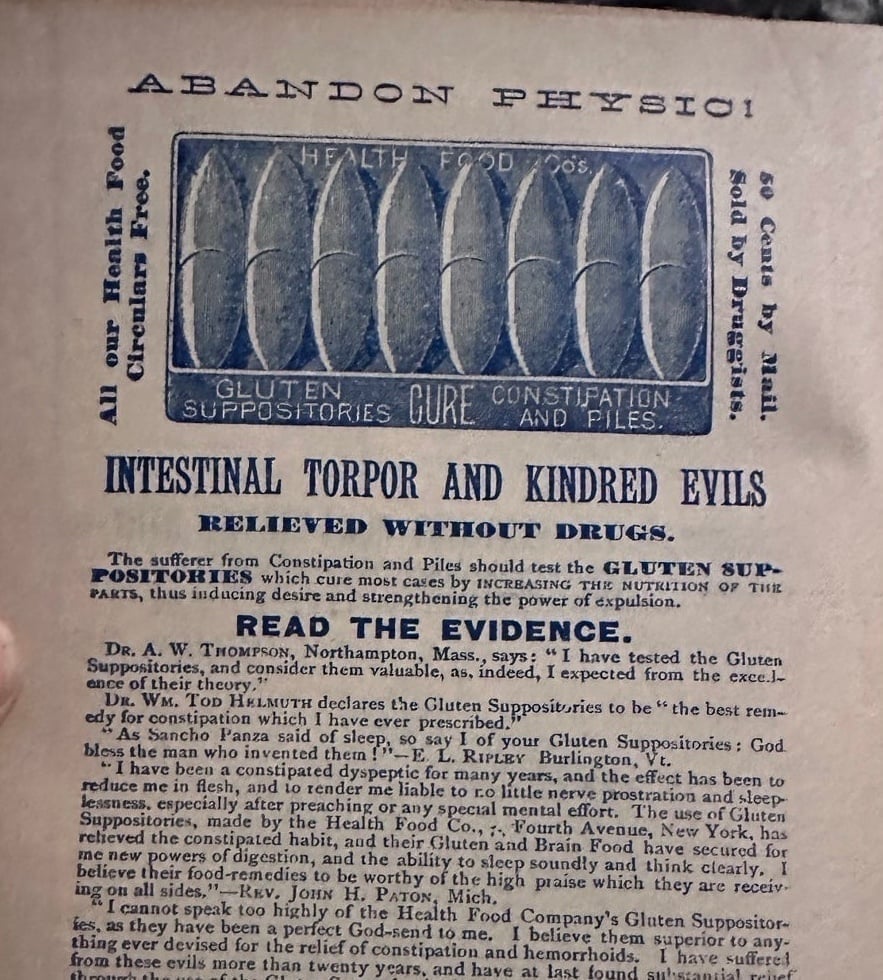 ABANDON PHYSIC!
All our Health Food
Circulars Free.
HEALTH FOOD Co's.
GLUTEN
SUPPOSITORIES
CURE
CONSTIPATION
AND PILES.
50 Cents by Mail.
Sold by Druggists.
INTESTINAL TORPOR AND KINDRED EVILS
RELIEVED WITHOUT DRUGS.
The sufferer from Constipation and Piles should test the GLUTEN SUP-
POSITORIES which cure most cases by INCREASING THE NUTRITION OF THE
PARTS, thus inducing desire and strengthening the power of expulsion.
READ THE EVIDENCE.
DR. A. W. THOMPSON, Northampton, Mass., says: "I have tested the Gluten
Suppositories, and consider them valuable, as, indeed, I expected from the excell-
ence of their theory."
DR. WM. TOD HELMUTH declares the Gluten Suppositories to be "the best rem-
edy for constipation which I have ever prescribed."
"As Sancho Panza said of sleep, so say I of your Gluten Suppositories: God
bless the man who invented them!"—E. L. RIPLEY Burlington, Vt.
"I have been a constipated dyspeptic for many years, and the effect has been to
reduce me in flesh, and to render me liable to no little nerve prostration and sleep-
lessness, especially after preaching or any special mental effort. The use of Gluten
Suppositories, made by the Health Food Co., Fourth Avenue, New York, has
relieved the constipated habit, and their Gluten and Brain Food have secured for
me new powers of digestion, and the ability to sleep soundly and think clearly. I
believe their food-remedies to be worthy of the high praise which they are receiv-
ing on all sides."—REV. JOHN H. PATON, Mich.
"I cannot speak too highly of the Health Food Company's Gluten Suppositor-
ies, as they have been a perfect God-send to me. I believe them superior to any-
thing ever devised for the relief of constipation and hemorrhoids. I have suffered
from these evils more than twenty years, and have at last found substantial relief
through the use of the